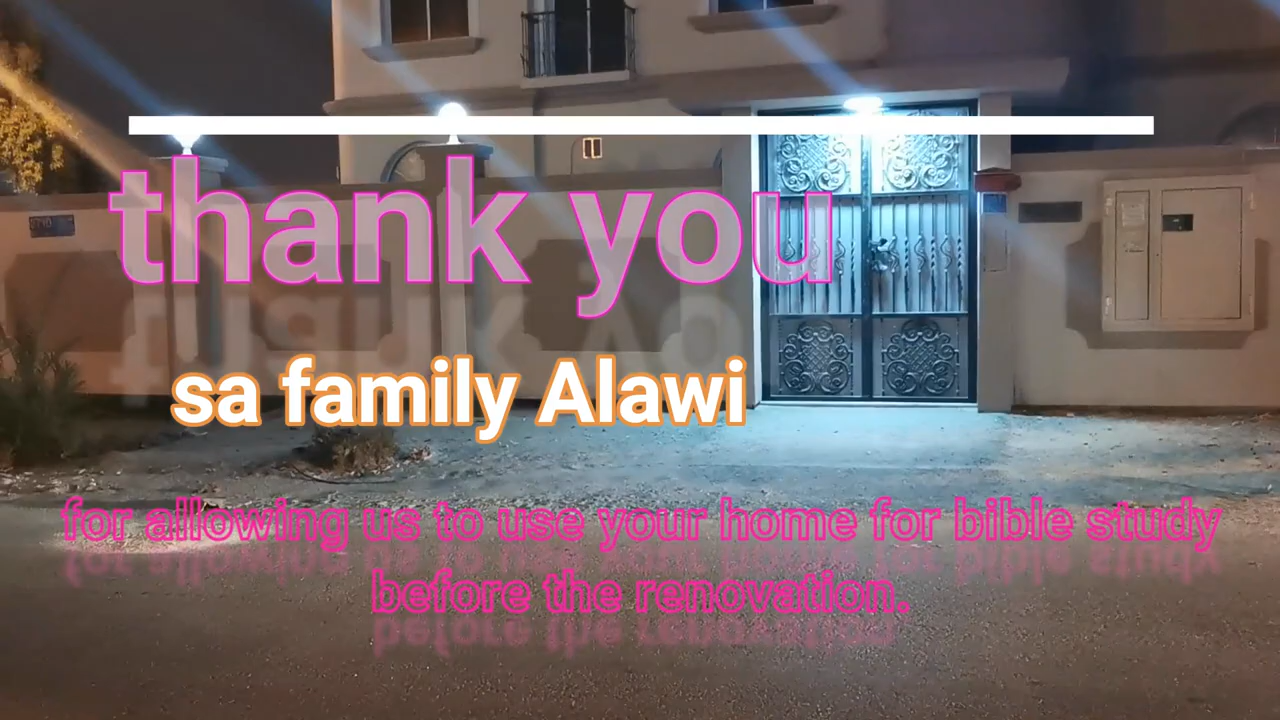 thank you
sa family Alawi
for allowing us to use your home for bible study
before the renovation.